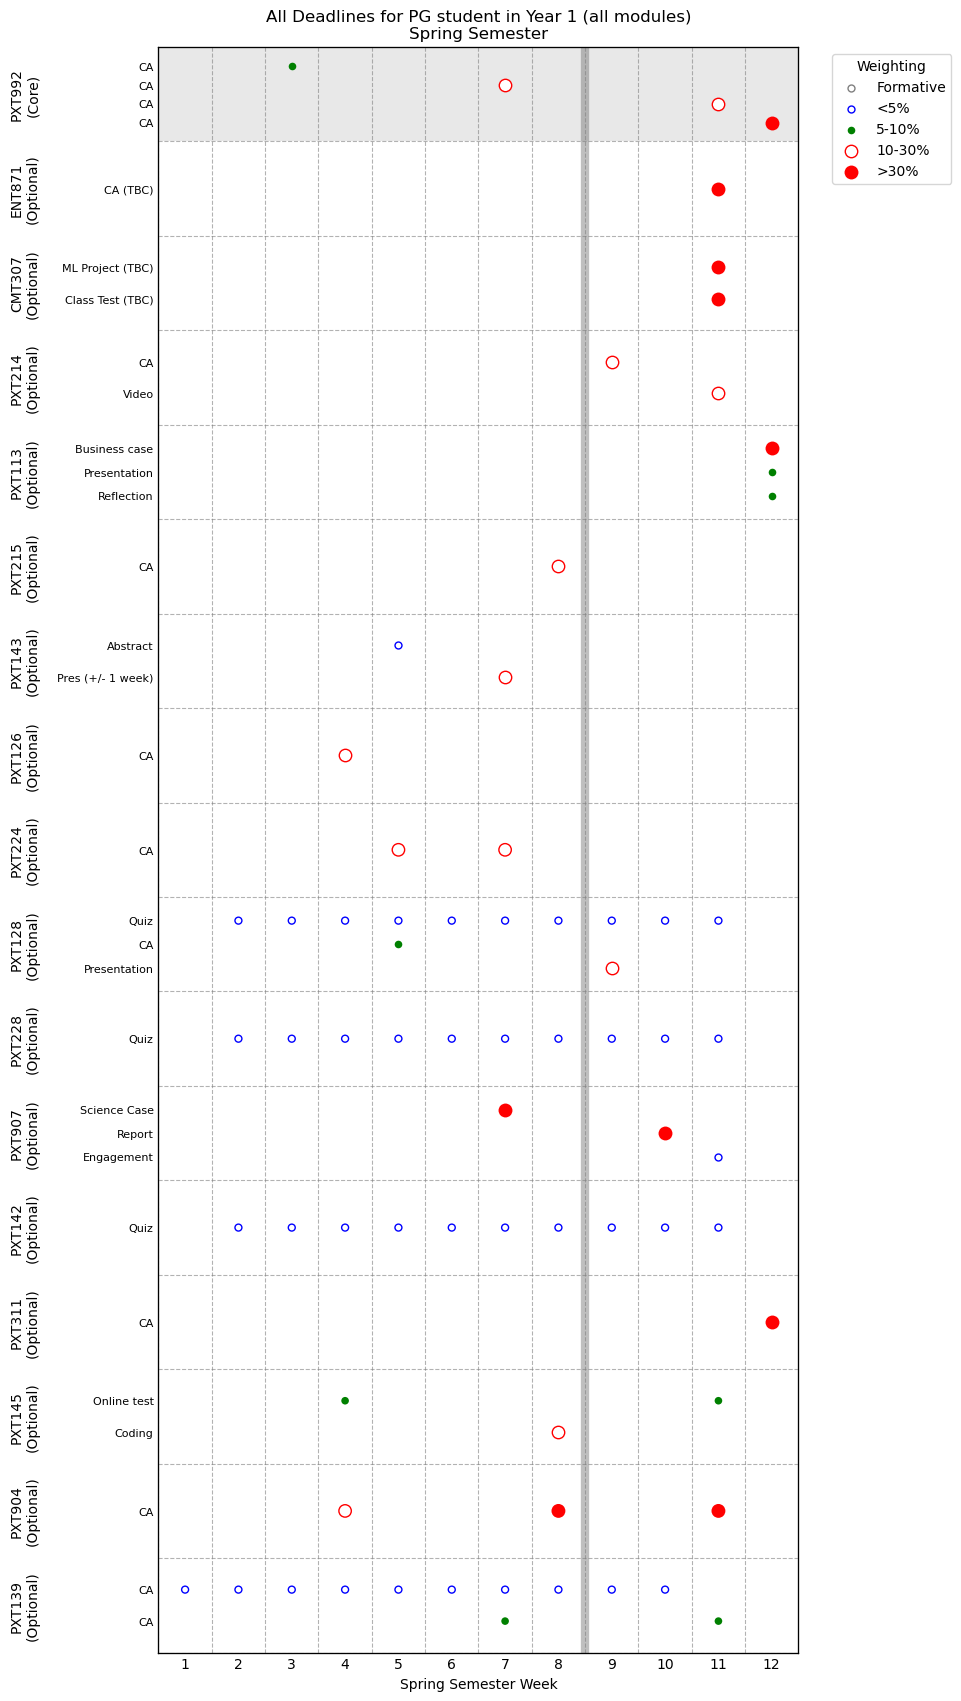 All Deadlines for PG student in Year 1 (all modules)
Spring Semester
Weighting
Formative
<5%
5-10%
10-30%
>30%
PXT992
(Core)
CA
CA
CA
CA
ENT871
(Optional)
CA (TBC)
CMT307
(Optional)
ML Project (TBC)
Class Test (TBC)
PXT214
(Optional)
CA
Video
PXT113
(Optional)
Business case
Presentation
Reflection
PXT215
(Optional)
CA
PXT143
(Optional)
Abstract
Pres (+/- 1 week)
PXT126
(Optional)
CA
PXT224
(Optional)
CA
PXT128
(Optional)
Quiz
CA
Presentation
PXT228
(Optional)
Quiz
PXT907
(Optional)
Science Case
Report
Engagement
PXT142
(Optional)
Quiz
PXT311
(Optional)
CA
PXT145
(Optional)
Online test
Coding
PXT904
(Optional)
CA
PXT139
(Optional)
CA
CA
1 2 3 4 5 6 7 8 9 10 11 12
Spring Semester Week